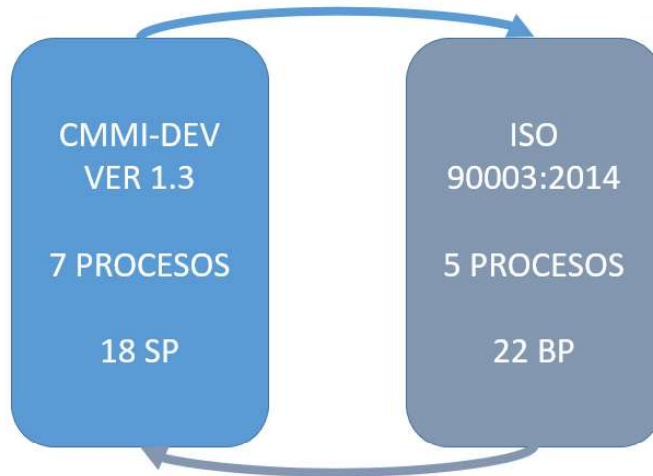 CMMI-DEV
VER 1.3
7 PROCESOS
18 SP
ISO
90003:2014
5 PROCESOS
22 BP